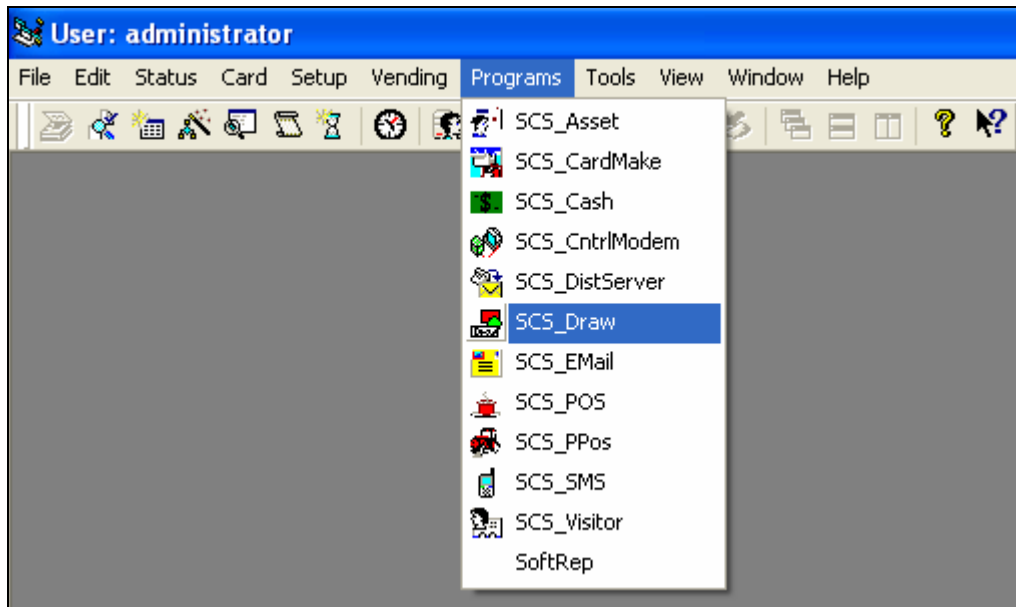 User: administrator
File Edit Status Card Setup Vending Programs Tools View Window Help
SCS_Asset
SCS_CardMake
$
SCS_Cash
SCS_CntrlModem
SCS_DistServer
SCS_Draw
SCS_EMail
SCS_POS
SCS_PPos
SCS_SMS
SCS_Visitor
SoftRep